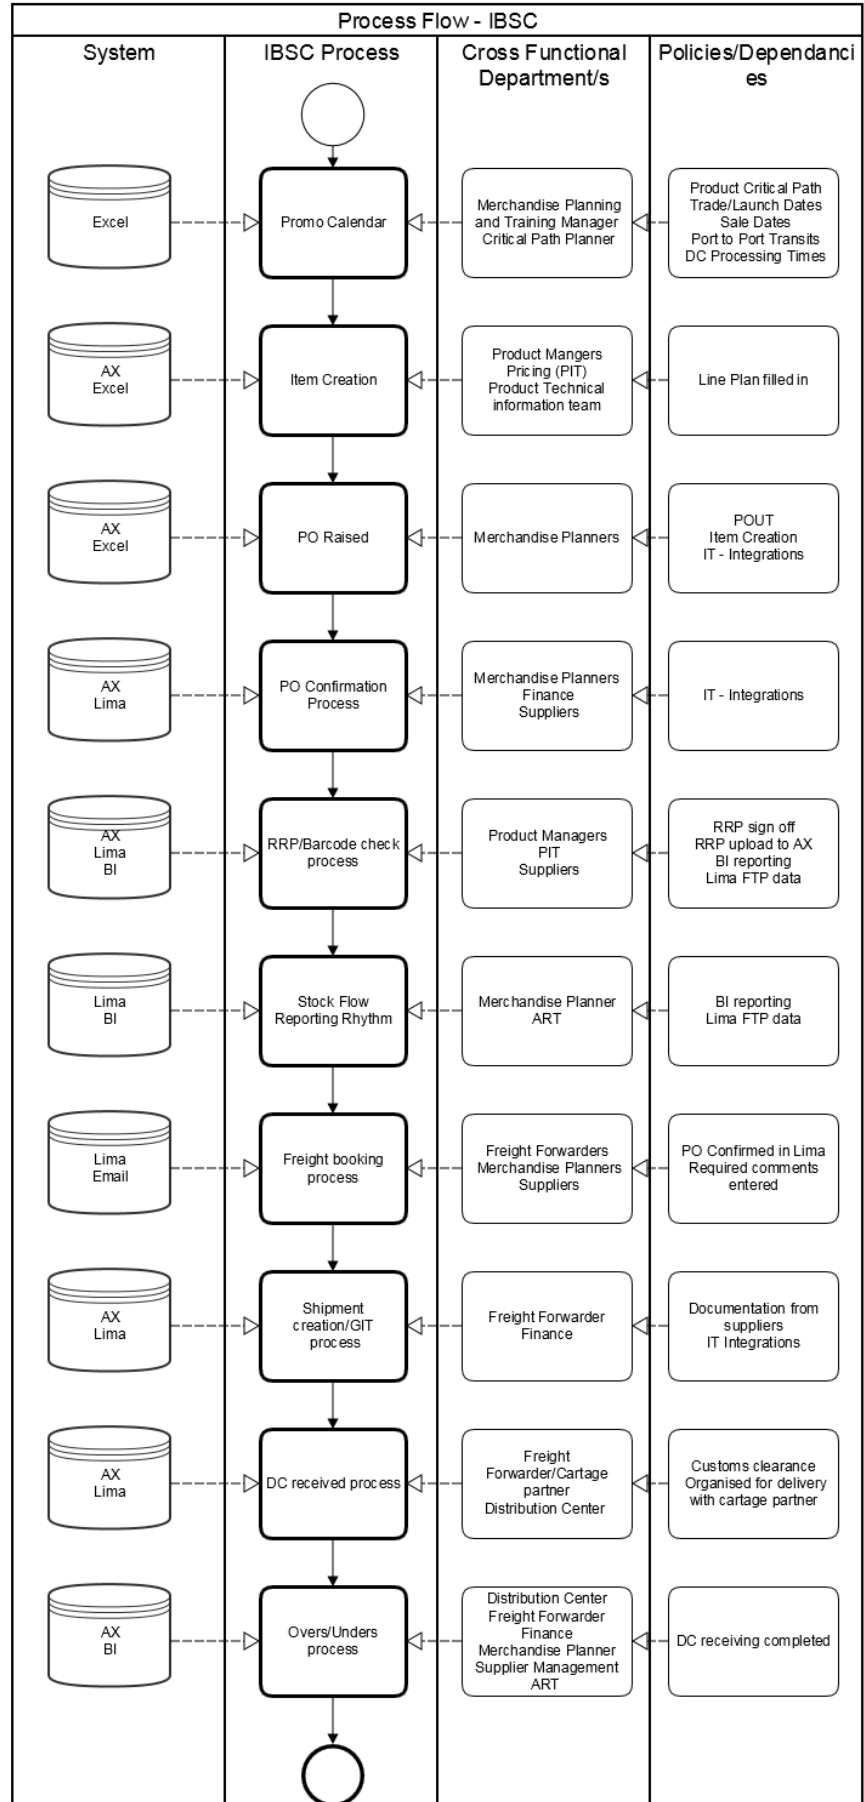 Process Flow - IBSC
System
IBSC Process
Cross Functional
Department/s
Policies/Dependanci
es
Excel
Promo Calendar
Merchandise Planning
and Training Manager
Critical Path Planner
Product Critical Path
Trade/Launch Dates
Sale Dates
Port to Port Transits
DC Processing Times
AX
Excel
Item Creation
Product Mangers
Pricing (PIT)
Product Technical
information team
Line Plan filled in
AX
Excel
PO Raised
Merchandise Planners
POUT
Item Creation
IT - Integrations
AX
Lima
PO Confirmation
Process
Merchandise Planners
Finance
Suppliers
IT - Integrations
AX
Lima
BI
RRP/Barcode check
process
Product Managers
PIT
Suppliers
RRP sign off
RRP upload to AX
BI reporting
Lima FTP data
Lima
BI
Stock Flow
Reporting Rhythm
Merchandise Planner
ART
BI reporting
Lima FTP data
Lima
Email
Freight booking
process
Freight Forwarders
Merchandise Planners
Suppliers
PO Confirmed in Lima
Required comments
entered
AX
Lima
Shipment
creation/GIT
process
Freight Forwarder
Finance
Documentation from
suppliers
IT Integrations
AX
Lima
DC received process
Freight
Forwarder/Cartage
partner
Distribution Center
Customs clearance
Organised for delivery
with cartage partner
AX
BI
Overs/Unders
process
Distribution Center
Freight Forwarder
Finance
Merchandise Planner
Supplier Management
ART
DC receiving completed